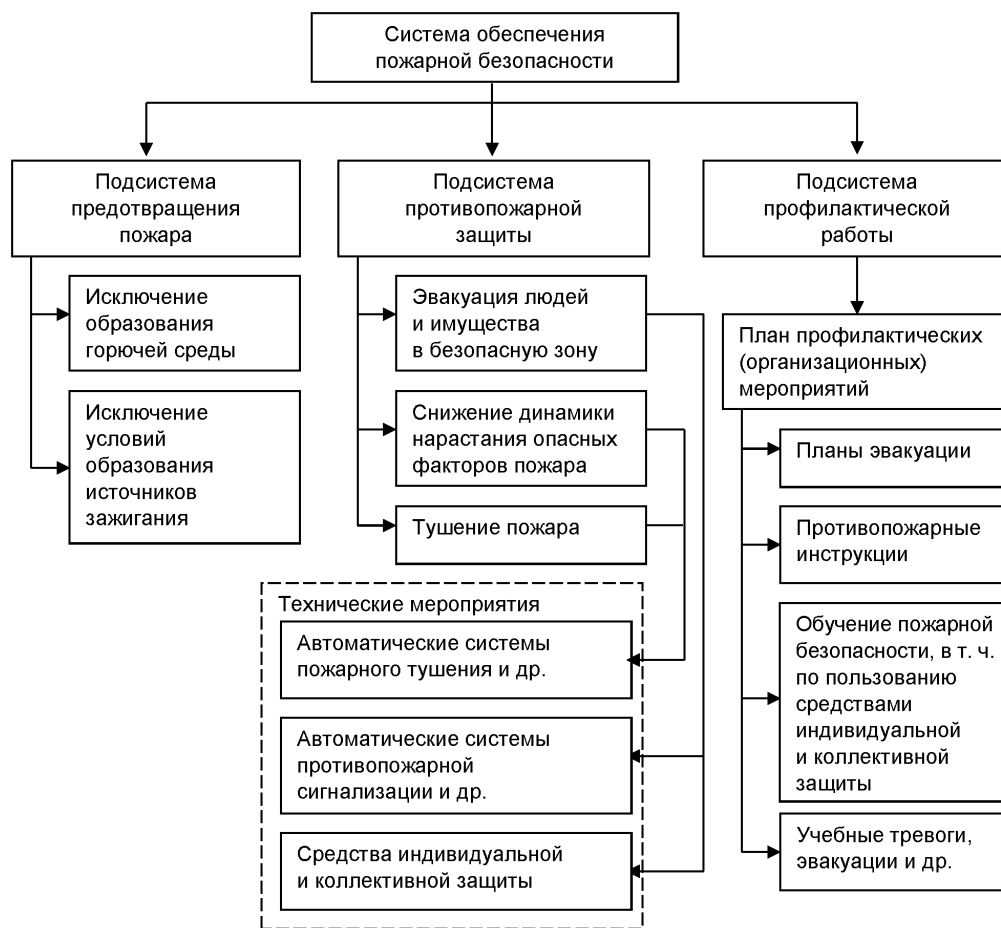 Система обеспечения
пожарной безопасности
Подсистема
предотвращения
пожара
Исключение
образования
горючей среды
Исключение
условий
образования
источников
зажигания
Подсистема
противопожарной
защиты
Эвакуация людей
и имущества
в безопасную зону
Снижение динамики
нарастания опасных
факторов пожара
Тушение пожара
Технические мероприятия
Автоматические системы
пожарного тушения и др.
Автоматические системы
противопожарной
сигнализации и др.
Средства индивидуальной
и коллективной защиты
Подсистема
профилактической
работы
План профилактических
(организационных)
мероприятий
Планы эвакуации
Противопожарные
инструкции
Обучение пожарной
безопасности, в т. ч.
по пользованию
средствами
индивидуальной
и коллективной
защиты
Учебные тревоги,
эвакуации и др.